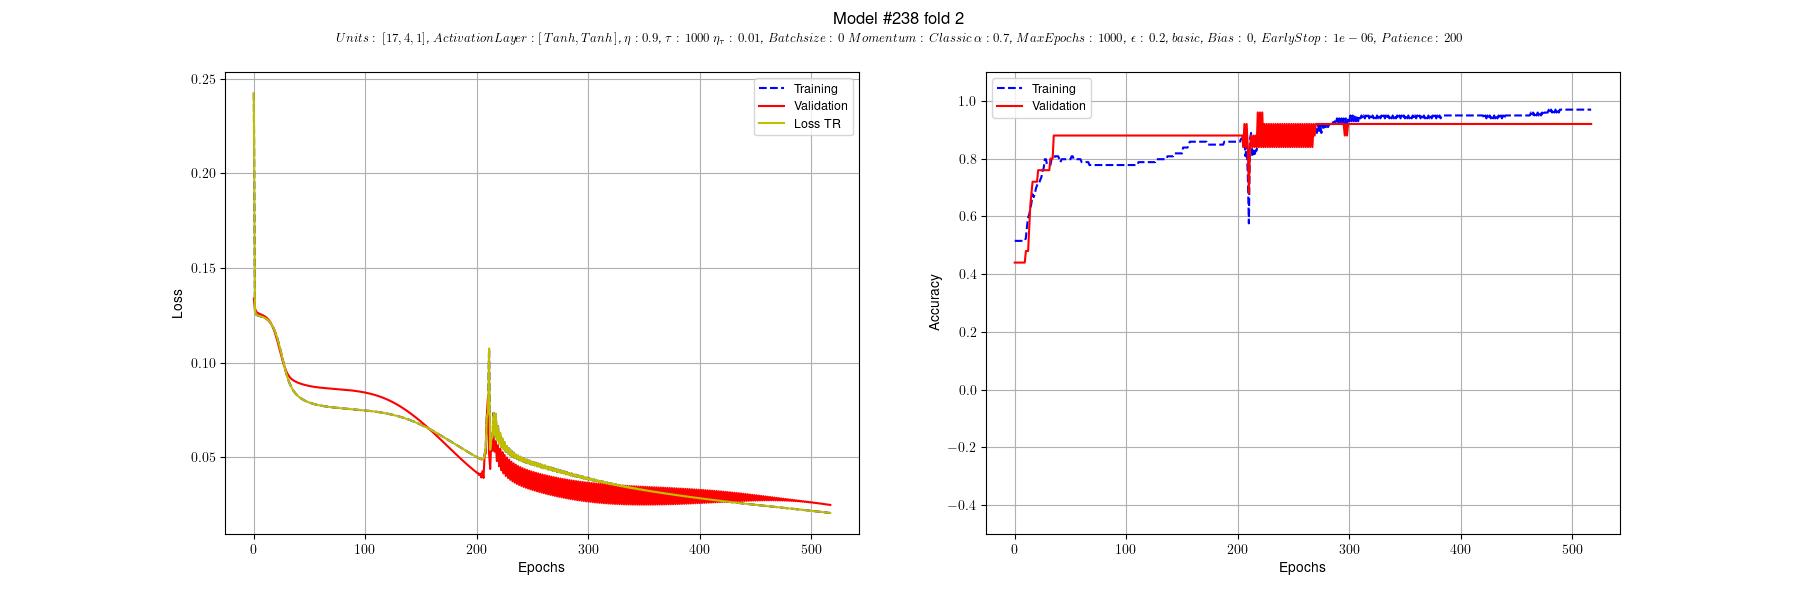 Model #238 fold 2
Units : [17, 4, 1], ActivationLayer : [Tanh, Tanh], η : 0.9, τ : 1000 ητ : 0.01, Batchsize : 0 Momentum : Classic α : 0.7, MaxEpochs : 1000, ϵ : 0.2, basic, Bias : 0, EarlyStop : 1e − 06, Patience : 200
0.25
0.20
0.15
0.10
0.05
Loss
0 100 200 300 400 500
Epochs
Training
Validation
Loss TR
1.0
0.8
0.6
0.4
0.2
0.0
−0.2
−0.4
Accuracy
0 100 200 300 400 500
Epochs
Training
Validation